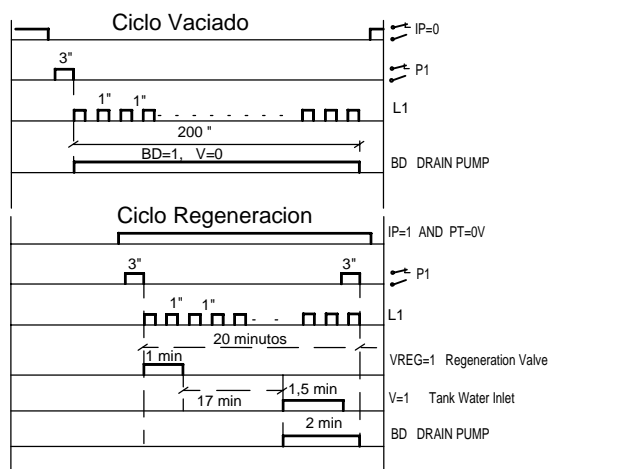 Ciclo Vaciado
IP=0
3"
P1
1" 1"
L1
200 "
BD=1, V=0
BD DRAIN PUMP
Ciclo Regeneracion
IP=1 AND PT=0V
3" 3"
P1
1" 1"
L1
20 minutos
1 min
VREG=1 Regeneration Valve
17 min
1,5 min
V=1 Tank Water Inlet
2 min
BD DRAIN PUMP